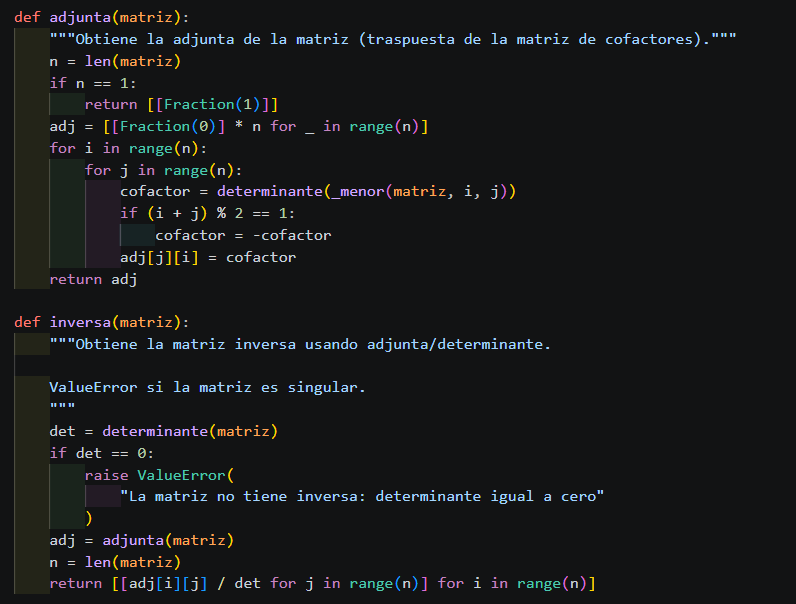 def adjunta(matriz):
    """Obtiene la adjunta de la matriz (traspuesta de la matriz de cofactores)."""
    n = len(matriz)
    if n == 1:
        return [[Fraction(1)]]
    adj = [[Fraction(0)] * n for _ in range(n)]
    for i in range(n):
        for j in range(n):
            cofactor = determinante(_menor(matriz, i, j))
            if (i + j) % 2 == 1:
                cofactor = -cofactor
            adj[j][i] = cofactor
    return adj

def inversa(matriz):
    """Obtiene la matriz inversa usando adjunta/determinante.

    ValueError si la matriz es singular.
    """
    det = determinante(matriz)
    if det == 0:
        raise ValueError(
            "La matriz no tiene inversa: determinante igual a cero"
        )
    adj = adjunta(matriz)
    n = len(matriz)
    return [[adj[i][j] / det for j in range(n)] for i in range(n)]